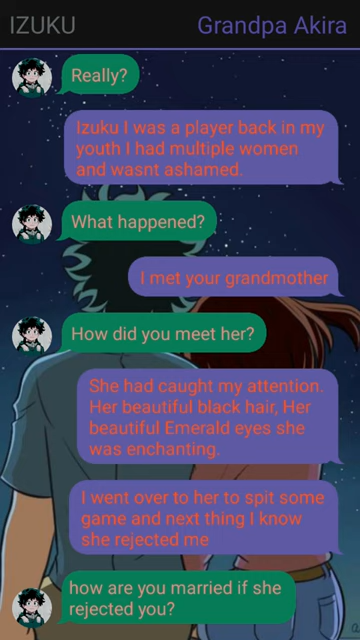 IZUKU Grandpa Akira
Really?
Izuku I was a player back in my
youth I had multiple women
and wasnt ashamed.
What happened?
I met your grandmother
How did you meet her?
She had caught my attention.
Her beautiful black hair, Her
beautiful Emerald eyes she
was enchanting.
I went over to her to spit some
game and next thing I know
she rejected me
how are you married if she
rejected you?